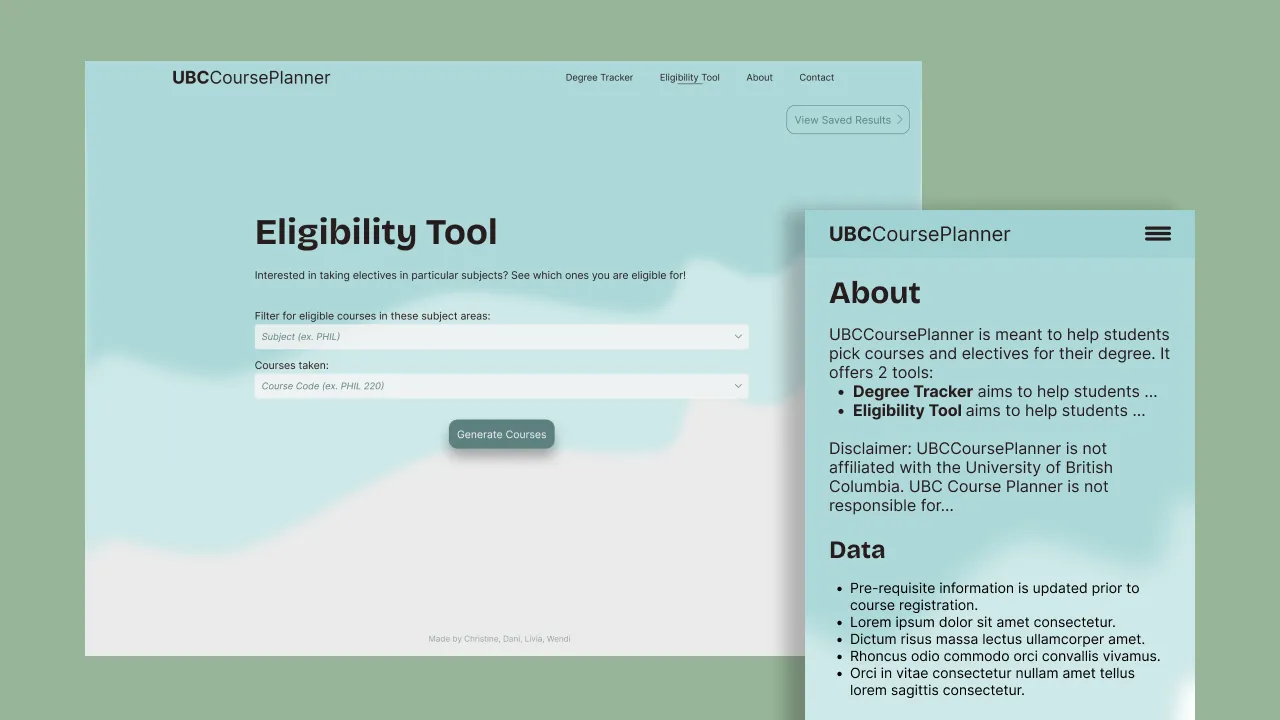 UBCCoursePlanner
Degree Tracker Eligibility Tool About Contact
View Saved Results
Eligibility Tool
Interested in taking electives in particular subjects? See which ones you are eligible for!
Filter for eligible courses in these subject areas:
Subject (ex. PHIL)
Courses taken:
Course Code (ex. PHIL 220)
Generate Courses
Made by Christine, Dani, Livia, Wendi
UBCCoursePlanner
About
UBCCoursePlanner is meant to help students
pick courses and electives for their degree. It
offers 2 tools:
• Degree Tracker aims to help students ...
• Eligibility Tool aims to help students ...
Disclaimer: UBCCoursePlanner is not
affiliated with the University of British
Columbia. UBC Course Planner is not
responsible for...
Data
• Pre-requisite information is updated prior to
course registration.
• Lorem ipsum dolor sit amet consectetur.
• Dictum risus massa lectus ullamcorper amet.
• Rhoncus odio commodo orci convallis vivamus.
• Orci in vitae consectetur nullam amet tellus
lorem sagittis consectetur.